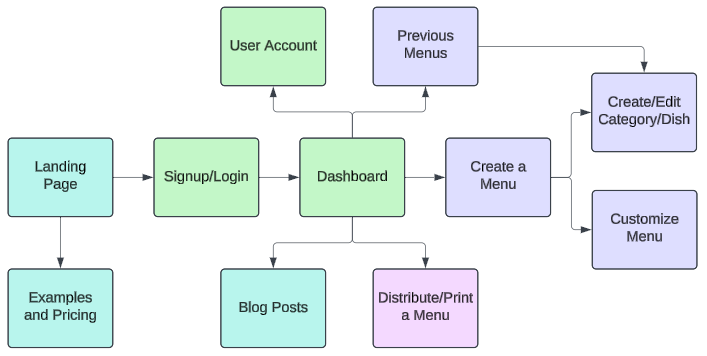 User Account
Previous
Menus
Create/Edit
Category/Dish
Landing
Page
Signup/Login
Dashboard
Create a
Menu
Customize
Menu
Examples
and Pricing
Blog Posts
Distribute/Print
a Menu